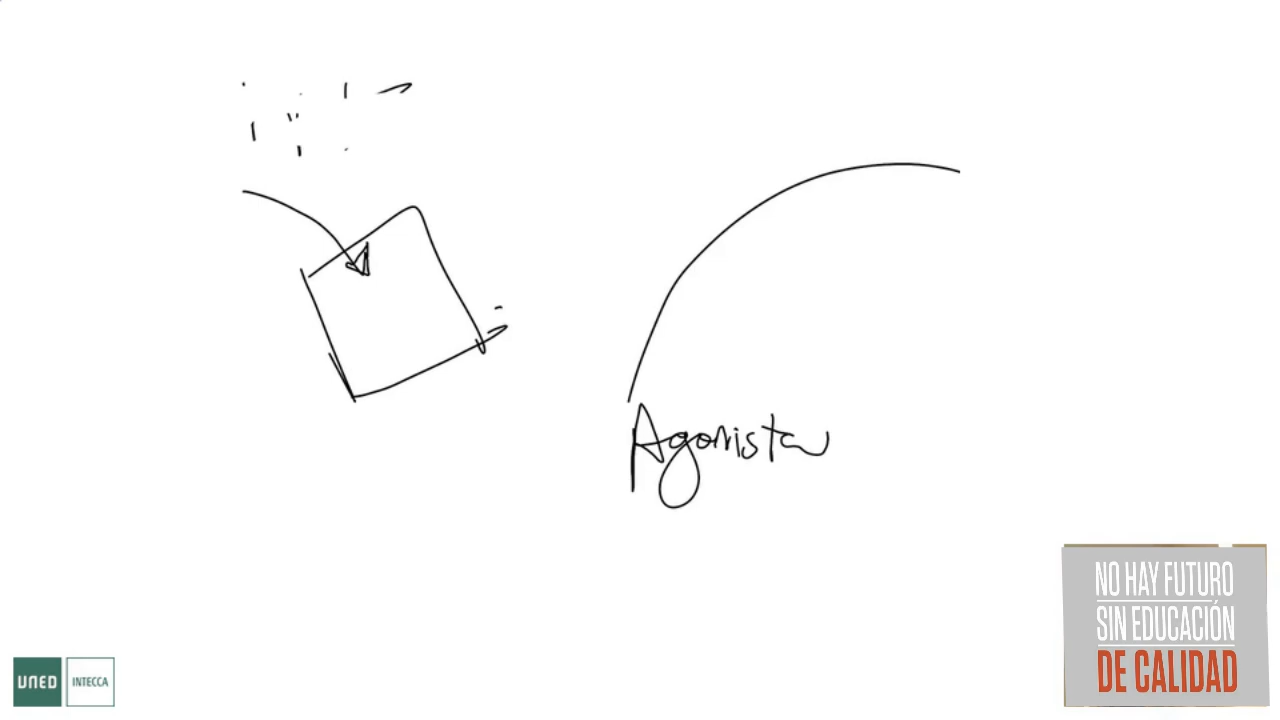 Agonista
NO HAY FUTURO
SIN EDUCACIÓN
DE CALIDAD
UNED
INTECCA